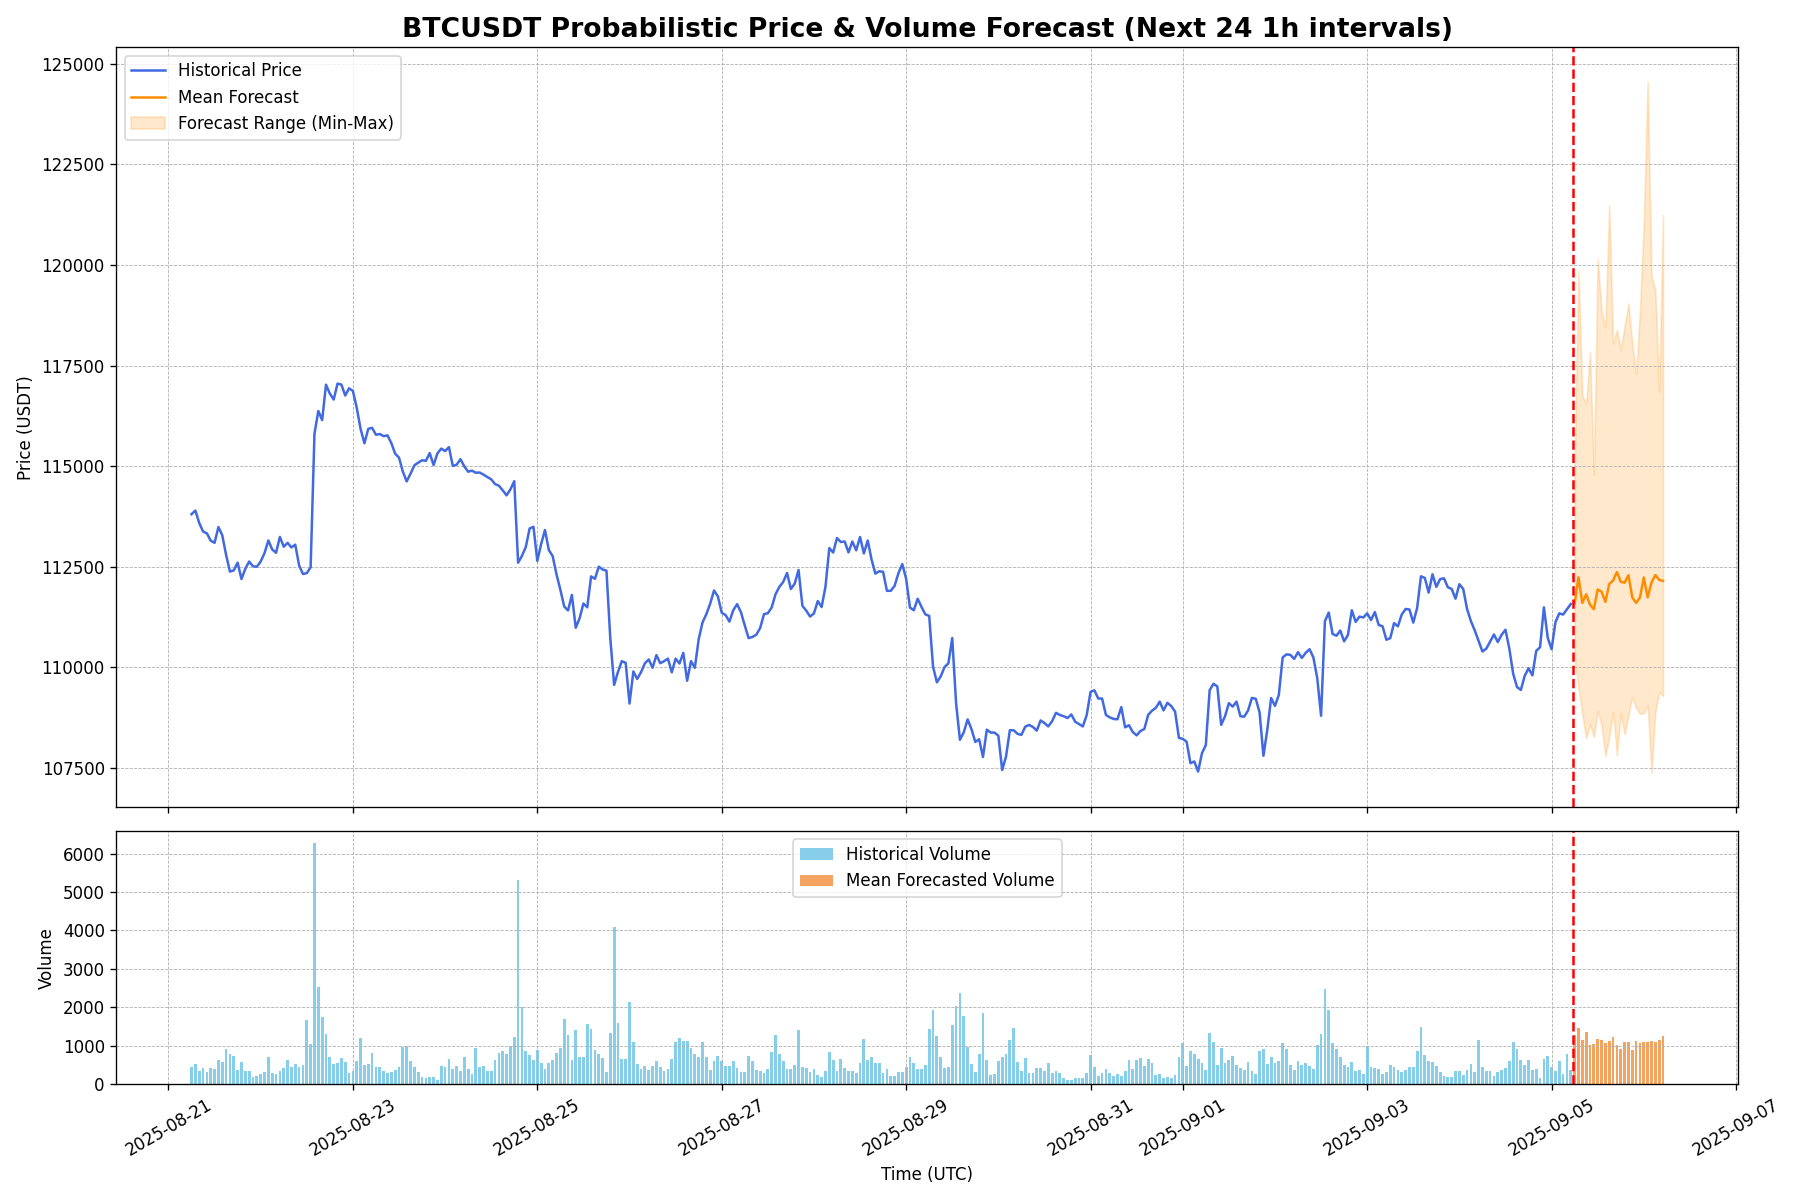 BTCUSDT Probabilistic Price & Volume Forecast (Next 24 1h intervals)
Historical Price
Mean Forecast
Forecast Range (Min-Max)
Price (USDT)
125000
122500
120000
117500
115000
112500
110000
107500
Historical Volume
Mean Forecasted Volume
Volume
6000
5000
4000
3000
2000
1000
0
2025-08-21
2025-08-23
2025-08-25
2025-08-27
2025-08-29
2025-08-31
2025-09-01
2025-09-03
2025-09-05
2025-09-07
Time (UTC)